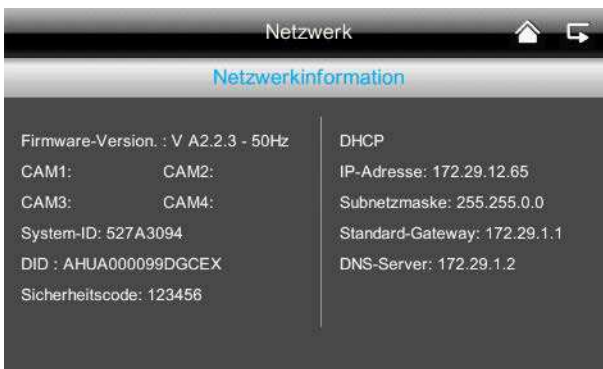 Netzwerk
Netzwerkinformation
Firmware-Version. : V A2.2.3 - 50Hz
CAM1: CAM2:
CAM3: CAM4:
System-ID: 527A3094
DID : AHUA000099DGCEX
Sicherheitscode: 123456
DHCP
IP-Adresse: 172.29.12.65
Subnetzmaske: 255.255.0.0
Standard-Gateway: 172.29.1.1
DNS-Server: 172.29.1.2